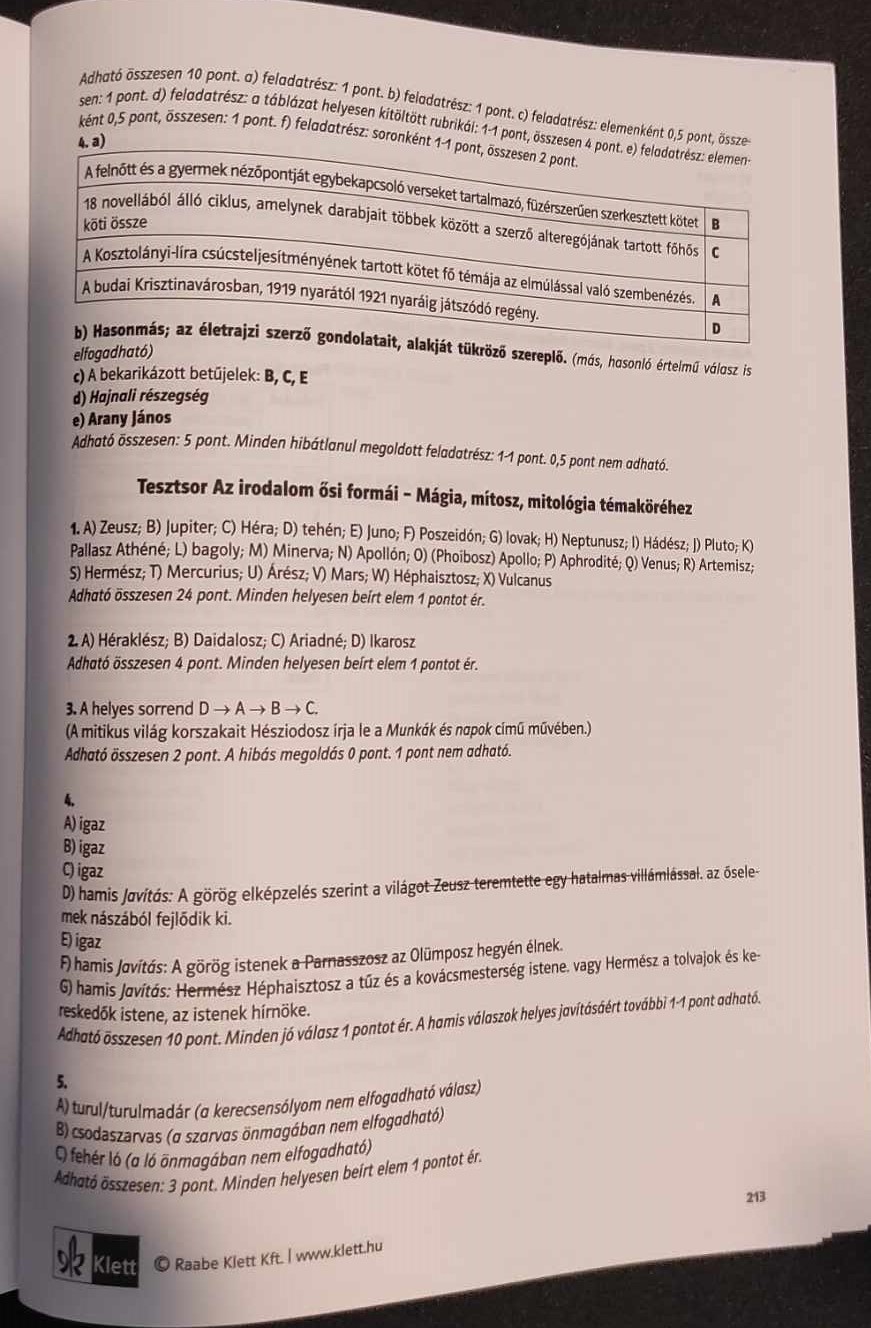 Adható összesen 10 pont. a) feladatrész: 1 pont. b) feladatrész: 1 pont. c) feladatrész: elemenként 0,5 pont, össze-
sen: 1 pont. d) feladatrész: a táblázat helyesen kitöltött rubrikái: 1-1 pont, összesen 4 pont. e) feladatrész: elemen-
ként 0,5 pont, összesen: 1 pont. f) feladatrész: soronként 1-1 pont, összesen 2 pont.
4. a)
A felnőtt és a gyermek nézőpontját egybekapcsoló verseket tartalmazó, füzérszerűen szerkesztett kötet B
18 novellából álló ciklus, amelynek darabjait többek között a szerző alteregójának tartott főhős
köti össze C
A Kosztolányi-líra csúcsteljesítményének tartott kötet fő témája az elmúlással való szembenézés. A
A budai Krisztinavárosban, 1919 nyarától 1921 nyaráig játszódó regény. D
b) Hasonmás; az életrajzi szerző gondolatait, alakját tükröző szereplő. (más, hasonló értelmű válasz is
elfogadható)
c) A bekarikázott betűjelek: B, C, E
d) Hajnali részegség
e) Arany János
Adható összesen: 5 pont. Minden hibátlanul megoldott feladatrész: 1-1 pont. 0,5 pont nem adható.
Tesztsor Az irodalom ősi formái – Mágia, mítosz, mitológia témaköréhez
1. A) Zeusz; B) Jupiter; C) Héra; D) tehén; E) Juno; F) Poszeidón; G) lovak; H) Neptunusz; I) Hádész; J) Pluto; K)
Pallasz Athéné; L) bagoly; M) Minerva; N) Apollón; O) (Phoibosz) Apollo; P) Aphrodité; Q) Venus; R) Artemisz;
S) Hermész; T) Mercurius; U) Árész; V) Mars; W) Héphaisztosz; X) Vulcanus
Adható összesen 24 pont. Minden helyesen beírt elem 1 pontot ér.
2. A) Héraklész; B) Daidalosz; C) Ariadné; D) Ikarosz
Adható összesen 4 pont. Minden helyesen beírt elem 1 pontot ér.
3. A helyes sorrend D → A → B → C.
(A mitikus világ korszakait Hésziodosz írja le a Munkák és napok című művében.)
Adható összesen 2 pont. A hibás megoldás 0 pont. 1 pont nem adható.
4.
A) igaz
B) igaz
C) igaz
D) hamis Javítás: A görög elképzelés szerint a világot Zeusz teremtette egy hatalmas villámlással. az ősele-
mek nászából fejlődik ki.
E) igaz
F) hamis Javítás: A görög istenek a Parnasszosz az Olümposz hegyén élnek.
G) hamis Javítás: Hermész Héphaisztosz a tűz és a kovácsmesterség istene. vagy Hermész a tolvajok és ke-
reskedők istene, az istenek hírnöke.
Adható összesen 10 pont. Minden jó válasz 1 pontot ér. A hamis válaszok helyes javításáért további 1-1 pont adható.
5.
A) turul/turulmadár (a kerecsensólyom nem elfogadható válasz)
B) csodaszarvas (a szarvas önmagában nem elfogadható)
C) fehér ló (a ló önmagában nem elfogadható)
Adható összesen: 3 pont. Minden helyesen beírt elem 1 pontot ér.
213
Klett © Raabe Klett Kft. | www.klett.hu